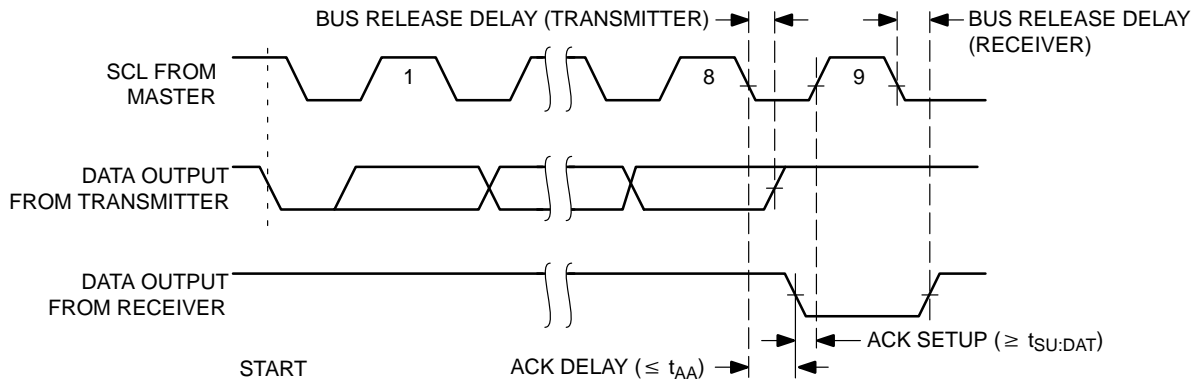 BUS RELEASE DELAY (TRANSMITTER)
BUS RELEASE DELAY
(RECEIVER)
SCL FROM
MASTER
1
8
9
DATA OUTPUT
FROM TRANSMITTER
DATA OUTPUT
FROM RECEIVER
ACK SETUP (≥ tSU:DAT)
START
ACK DELAY (≤ tAA)